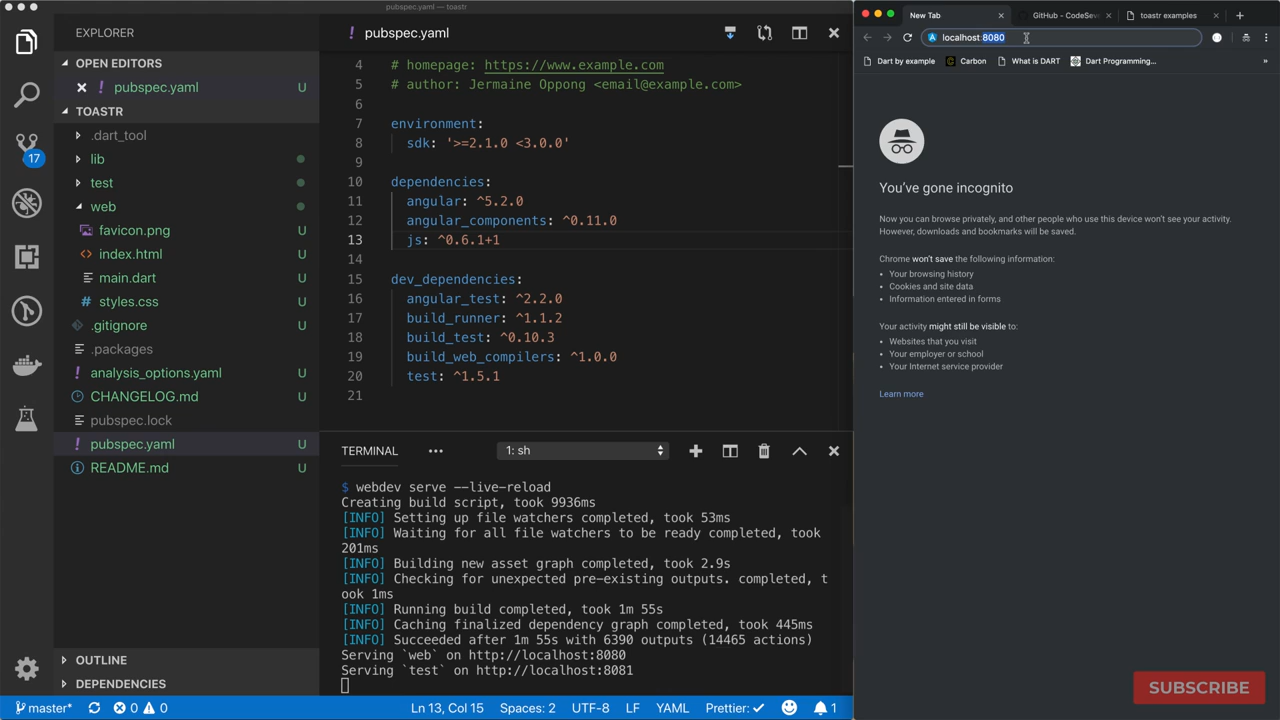 pubspec.yaml — toastr
EXPLORER
OPEN EDITORS
pubspec.yaml U
TOASTR
.dart_tool
lib
test
web
favicon.png U
index.html U
main.dart U
styles.css U
.gitignore U
.packages
analysis_options.yaml U
CHANGELOG.md U
pubspec.lock
pubspec.yaml U
README.md U
OUTLINE
DEPENDENCIES
17
pubspec.yaml
4 # homepage: https://www.example.com
5 # author: Jermaine Oppong <email@example.com>
6
7 environment:
8 sdk: '>=2.1.0 <3.0.0'
9
10 dependencies:
11 angular: ^5.2.0
12 angular_components: ^0.11.0
13 js: ^0.6.1+1
14
15 dev_dependencies:
16 angular_test: ^2.2.0
17 build_runner: ^1.1.2
18 build_test: ^0.10.3
19 build_web_compilers: ^1.0.0
20 test: ^1.5.1
21
TERMINAL ••• 1: sh
$ webdev serve --live-reload
Creating build script, took 9936ms
[INFO] Setting up file watchers completed, took 53ms
[INFO] Waiting for all file watchers to be ready completed, took
201ms
[INFO] Building new asset graph completed, took 2.9s
[INFO] Checking for unexpected pre-existing outputs. completed, t
ook 1ms
[INFO] Running build completed, took 1m 55s
[INFO] Caching finalized dependency graph completed, took 445ms
[INFO] Succeeded after 1m 55s with 6390 outputs (14465 actions)
Serving `web` on http://localhost:8080
Serving `test` on http://localhost:8081
master* 0 0 Ln 13, Col 15 Spaces: 2 UTF-8 LF YAML Prettier: ✓ 1
New Tab GitHub - CodeSev toastr examples
localhost:8080
Dart by example Carbon What is DART Dart Programming... »
You've gone incognito
Now you can browse privately, and other people who use this device won't see your activity.
However, downloads and bookmarks will be saved.
Chrome won't save the following information:
• Your browsing history
• Cookies and site data
• Information entered in forms
Your activity might still be visible to:
• Websites that you visit
• Your employer or school
• Your Internet service provider
Learn more
SUBSCRIBE